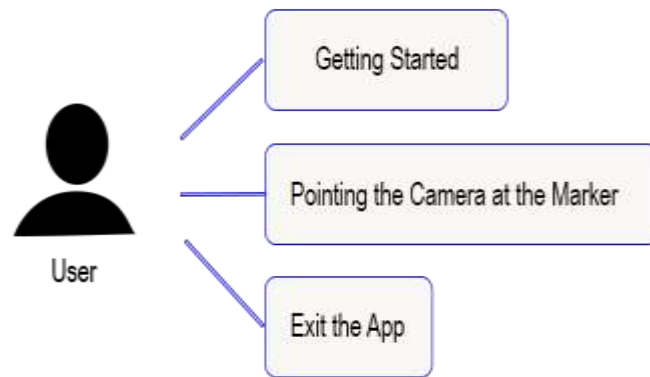 Getting Started
Pointing the Camera at the Marker
User
Exit the App